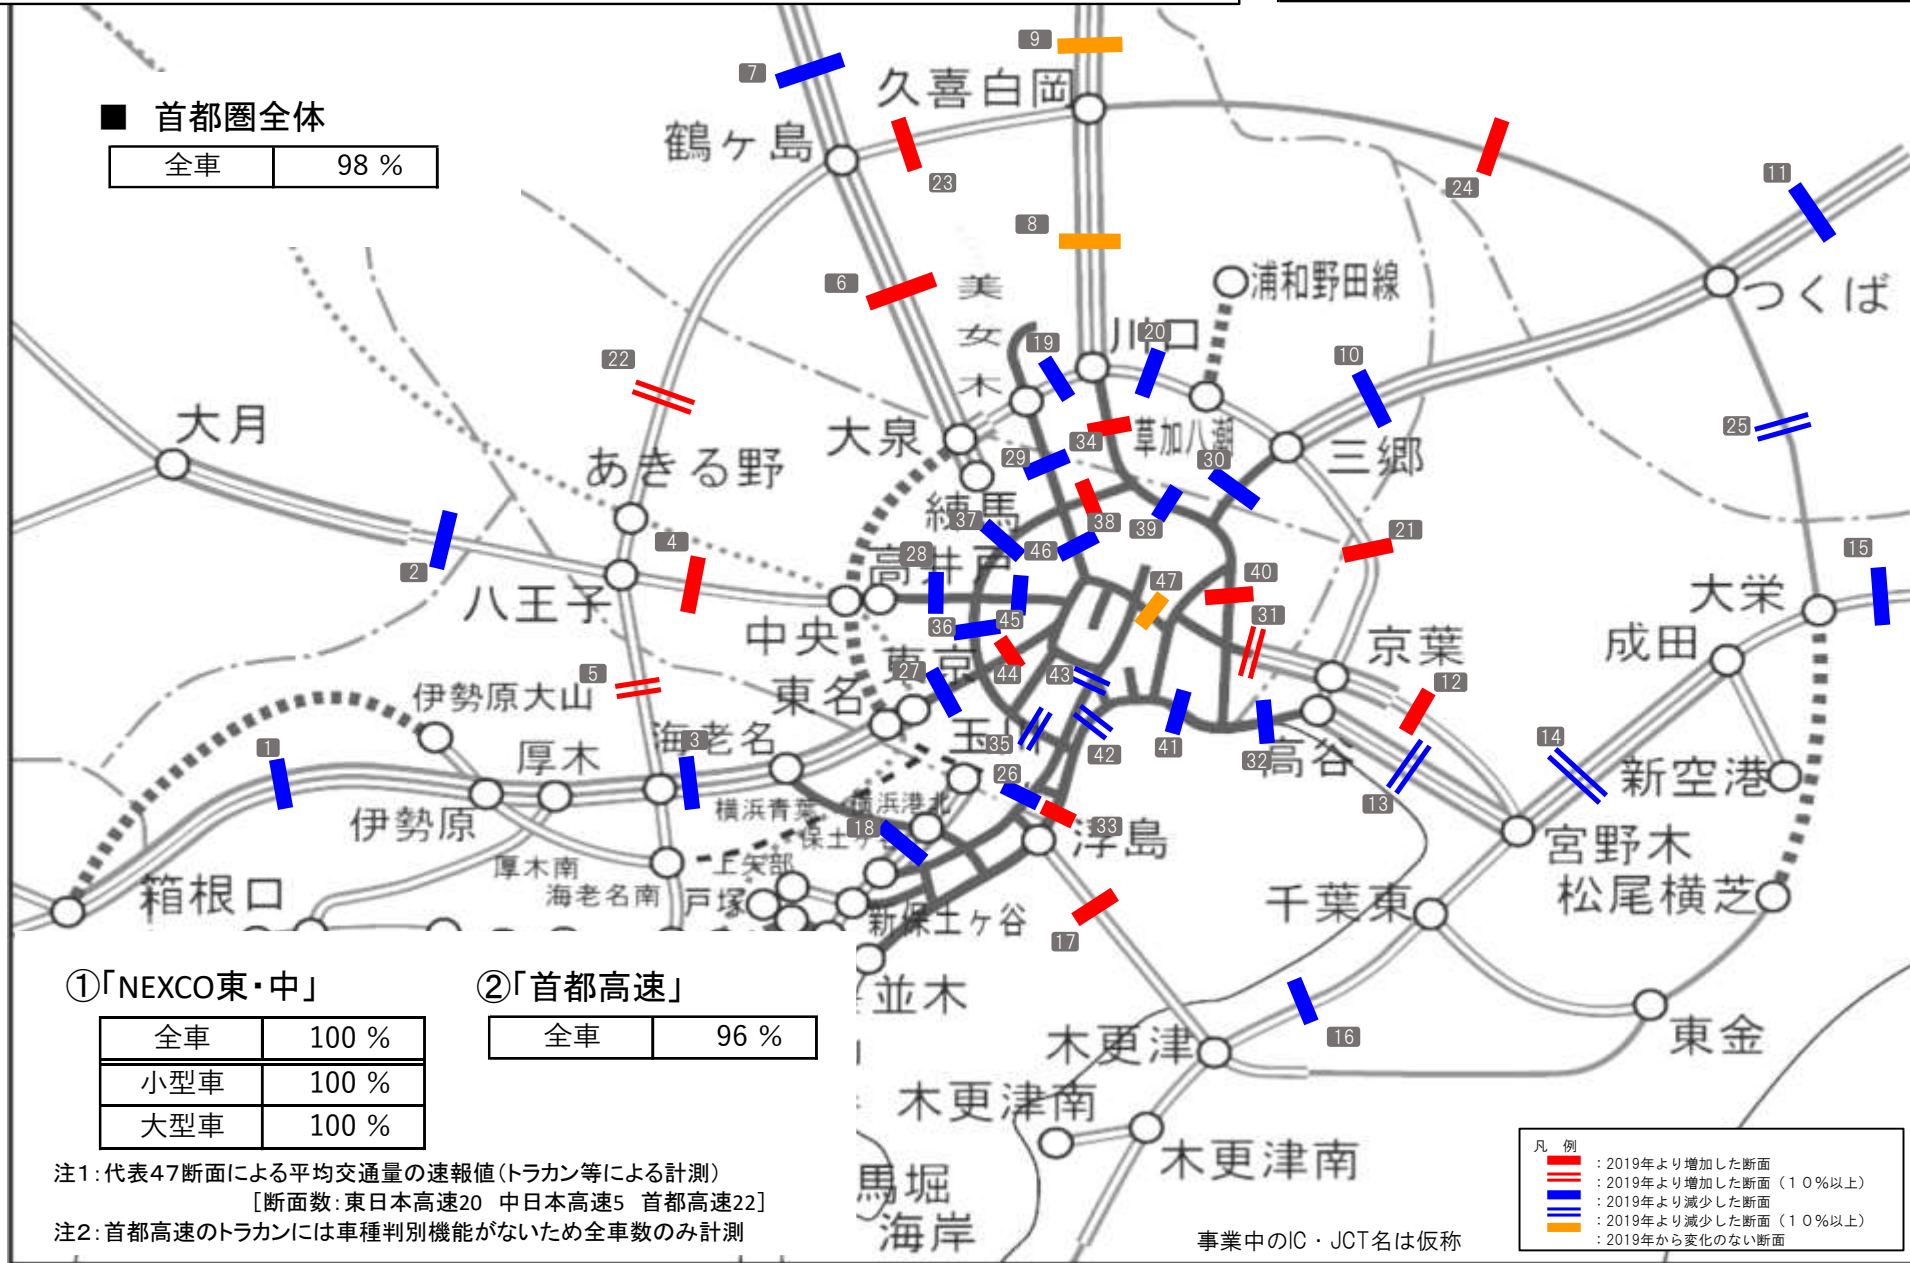 ■ 首都圏全体
全車 98 %
9
7
久喜白岡
鶴ヶ島
23
24
11
8
6
美女木
浦和野田線
つくば
川口
19
20
10
22
大月
大泉
34
草加八潮
25
あきる野
29
30
三郷
練馬
37
38
39
21
4
28
高井戸
46
47
40
15
2
八王子
大栄
中央
36
45
31
京葉
成田
東京
5
27
44
43
12
伊勢原大山
東名
玉川
1
厚木
3
海老名
35
42
41
32
高谷
14
新空港
26
13
伊勢原
横浜青葉
横浜港北
18
保土ヶ谷
33
浮島
宮野木
厚木南
上矢部
箱根口
海老名南
戸塚
新保土ヶ谷
千葉東
松尾横芝
17
並木
16
東金
木更津
木更津南
木更津南
馬堀
海岸
①「NEXCO東・中」
全車 100 %
小型車 100 %
大型車 100 %
②「首都高速」
全車 96 %
注1:代表47断面による平均交通量の速報値(トラカン等による計測)
[断面数:東日本高速20 中日本高速5 首都高速22]
注2:首都高速のトラカンには車種判別機能がないため全車数のみ計測
事業中のIC・JCT名は仮称
凡 例
:2019年より増加した断面
:2019年より増加した断面(10%以上)
:2019年より減少した断面
:2019年より減少した断面(10%以上)
:2019年から変化のない断面